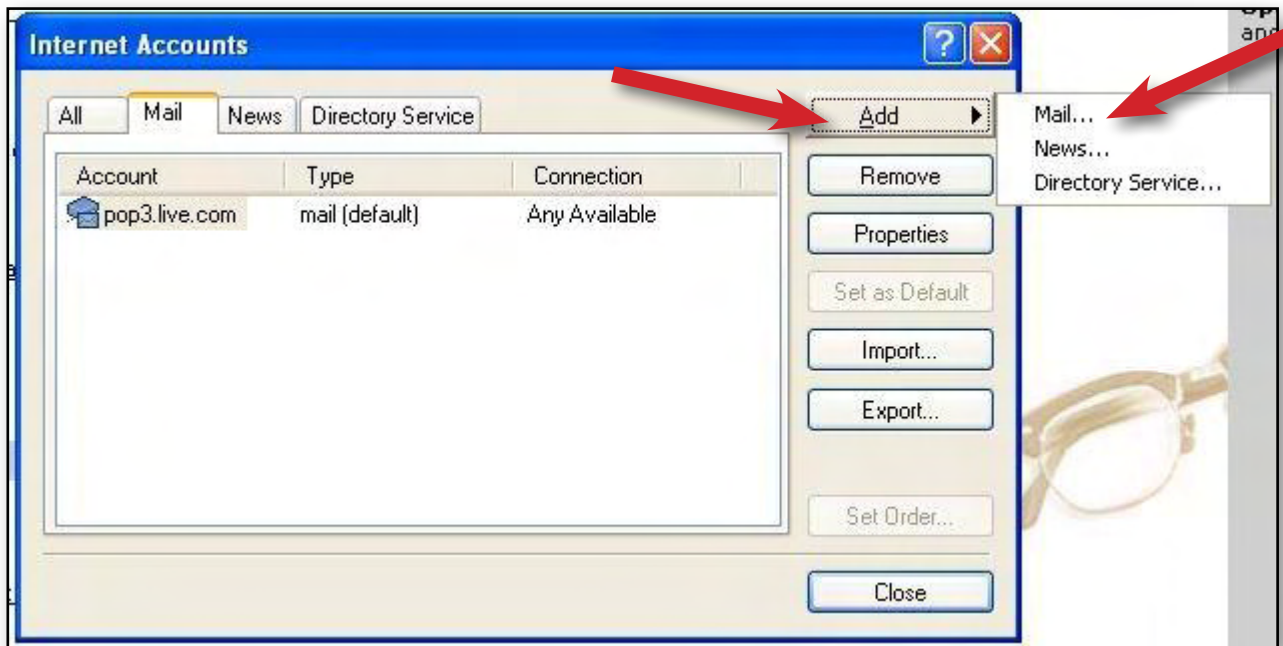 Internet Accounts
All Mail News Directory Service
Account Type Connection
pop3.live.com mail (default) Any Available
Add
Remove
Properties
Set as Default
Import...
Export...
Set Order...
Close
Mail...
News...
Directory Service...